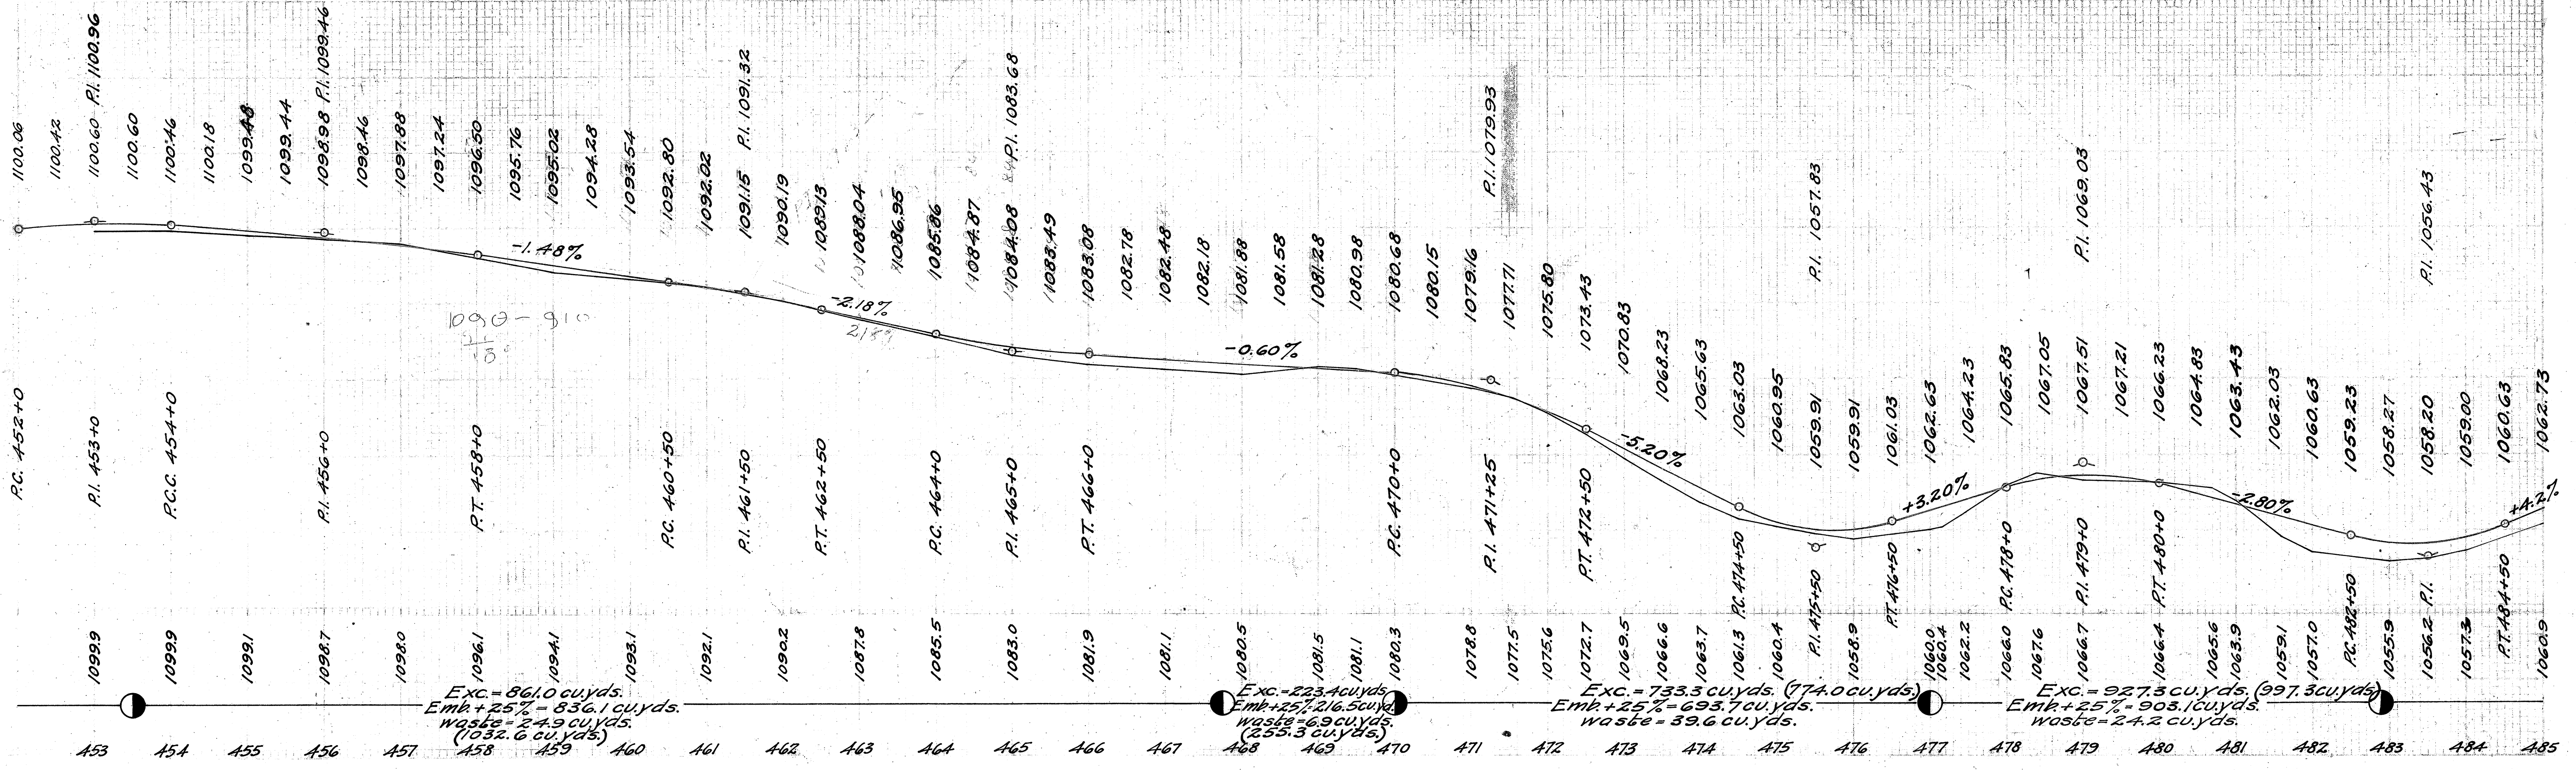 1100.06
1100.42
1100.60 P.I. 1100.96
1100.60
1100.46
1100.18
1099.48
1099.44
1098.98 P.I. 1099.46
1098.46
1097.88
1097.24
1096.50
1095.76
1095.02
1094.28
1093.54
1092.80
1092.02
1091.15 P.I. 1091.32
1090.19
1089.13
1088.04
1086.95
1085.86
1084.87
1084.08 P.I. 1083.68
1083.49
1083.08
1082.78
1082.48
1082.18
1081.88
1081.58
1081.28
1080.98
1080.68
1080.15
1079.16
P.I. 1079.93
1077.71
1075.80
1073.43
1070.83
1068.23
1065.63
1063.03
1060.95
1059.91
P.I. 1057.83
1059.91
1061.03
1062.63
1064.23
1065.83
1067.05
1067.51
P.I. 1069.03
1067.21
1066.23
1064.83
1063.43
1062.03
1060.63
1059.23
1058.27
1058.20
P.I. 1056.43
1059.00
1060.63
1062.73
-1.48%
-2.18%
-0.60%
-5.20%
+3.20%
-2.80%
+4.2%
P.C. 452+0
P.I. 453+0
P.C.C. 454+0
P.I. 456+0
P.T. 458+0
P.C. 460+50
P.I. 461+50
P.T. 462+50
P.C. 464+0
P.I. 465+0
P.T. 466+0
P.C. 470+0
P.I. 471+25
P.T. 472+50
P.C. 474+50
P.I. 475+50
P.T. 476+50
P.C. 478+0
P.I. 479+0
P.T. 480+0
P.C. 482+50
P.I.
P.T. 484+50
1099.9
1099.9
1099.1
1098.7
1098.0
1096.1
1094.1
1093.1
1092.1
1090.2
1087.8
1085.5
1083.0
1081.9
1081.1
1080.5
1081.5
1081.1
1080.3
1078.8
1077.5
1075.6
1072.7
1069.5
1066.6
1063.7
1061.3
1060.4
1058.9
1060.0
1060.4
1062.2
1066.0
1067.6
1066.7
1066.4
1065.6
1063.9
1059.1
1057.0
1055.9
1056.2
1057.3
1060.9
Exc. = 861.0 cu.yds.
Emb.+25% = 836.1 cu.yds.
waste = 24.9 cu.yds.
(1032.6 cu.yds.)
Exc. = 223.4 cu.yds.
Emb.+25% = 216.5 cu.yd.
waste = 6.9 cu.yds.
(255.3 cu.yds.)
Exc. = 733.3 cu.yds. (774.0 cu.yds.)
Emb.+25% = 693.7 cu.yds.
waste = 39.6 cu.yds.
Exc. = 927.3 cu.yds. (997.3 cu.yds)
Emb.+25% = 903.1 cu.yds.
waste = 24.2 cu.yds.
453 454 455 456 457 458 459 460 461 462 463 464 465 466 467 468 469 470 471 472 473 474 475 476 477 478 479 480 481 482 483 484 485